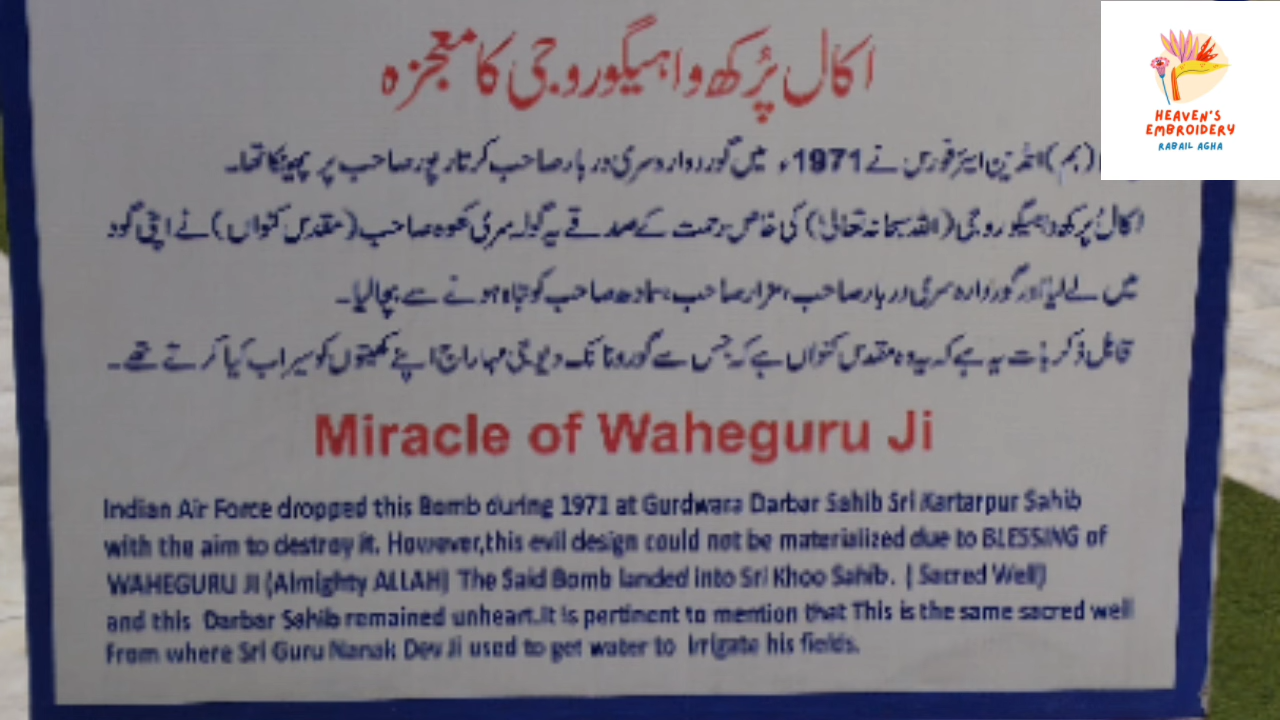 اکال پُرکھ واہیگورو جی کا معجزہ
(بم) انڈین ایئرفورس نے 1971ء میں گوردوارہ سری دربار صاحب کرتارپور صاحب پر پھینکا تھا۔
اکال پُرکھ واہیگورو جی (اللہ سبحانہ تعالیٰ) کی خاص رحمت کے صدقے یہ گولہ سری کھوہ صاحب (مقدس کنواں) نے اپنی گود
میں لے لیا اور گوردوارہ سری دربار صاحب، مزار صاحب، سمادھ صاحب کو تباہ ہونے سے بچا لیا۔
قابل ذکر بات یہ ہے کہ یہ وہ مقدس کنواں ہے کہ جس سے گورونانک دیو جی مہاراج اپنے کھیتوں کو سیراب کیا کرتے تھے۔
Miracle of Waheguru Ji
Indian Air Force dropped this Bomb during 1971 at Gurdwara Darbar Sahib Sri Kartarpur Sahib
with the aim to destroy it. However,this evil design could not be materialized due to BLESSING of
WAHEGURU JI (Almighty ALLAH) The Said Bomb landed into Sri Khoo Sahib. ( Sacred Well)
and this Darbar Sahib remained unheart.It is pertinent to mention that This is the same sacred well
From where Sri Guru Nanak Dev Ji used to get water to irrigate his fields.
HEAVEN'S
EMBROIDERY
RABAIL AGHA